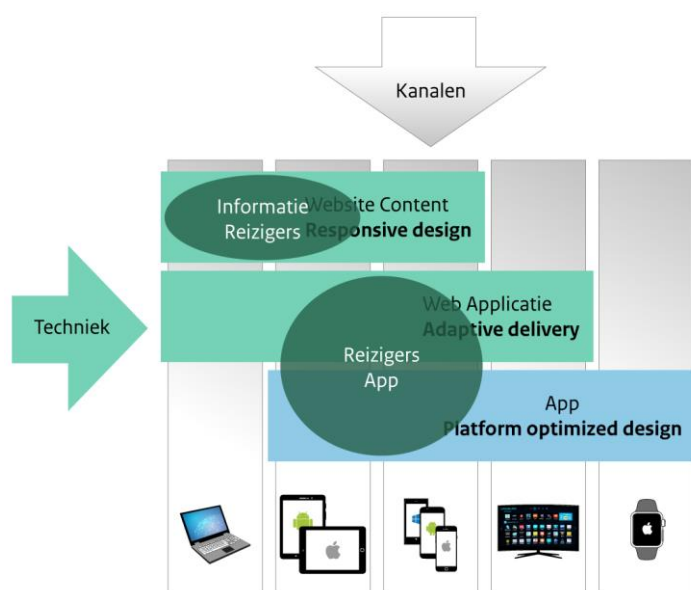 Kanalen
Informatie
Reizigers
Website Content
Responsive design
Techniek
Web Applicatie
Adaptive delivery
Reizigers
App
App
Platform optimized design